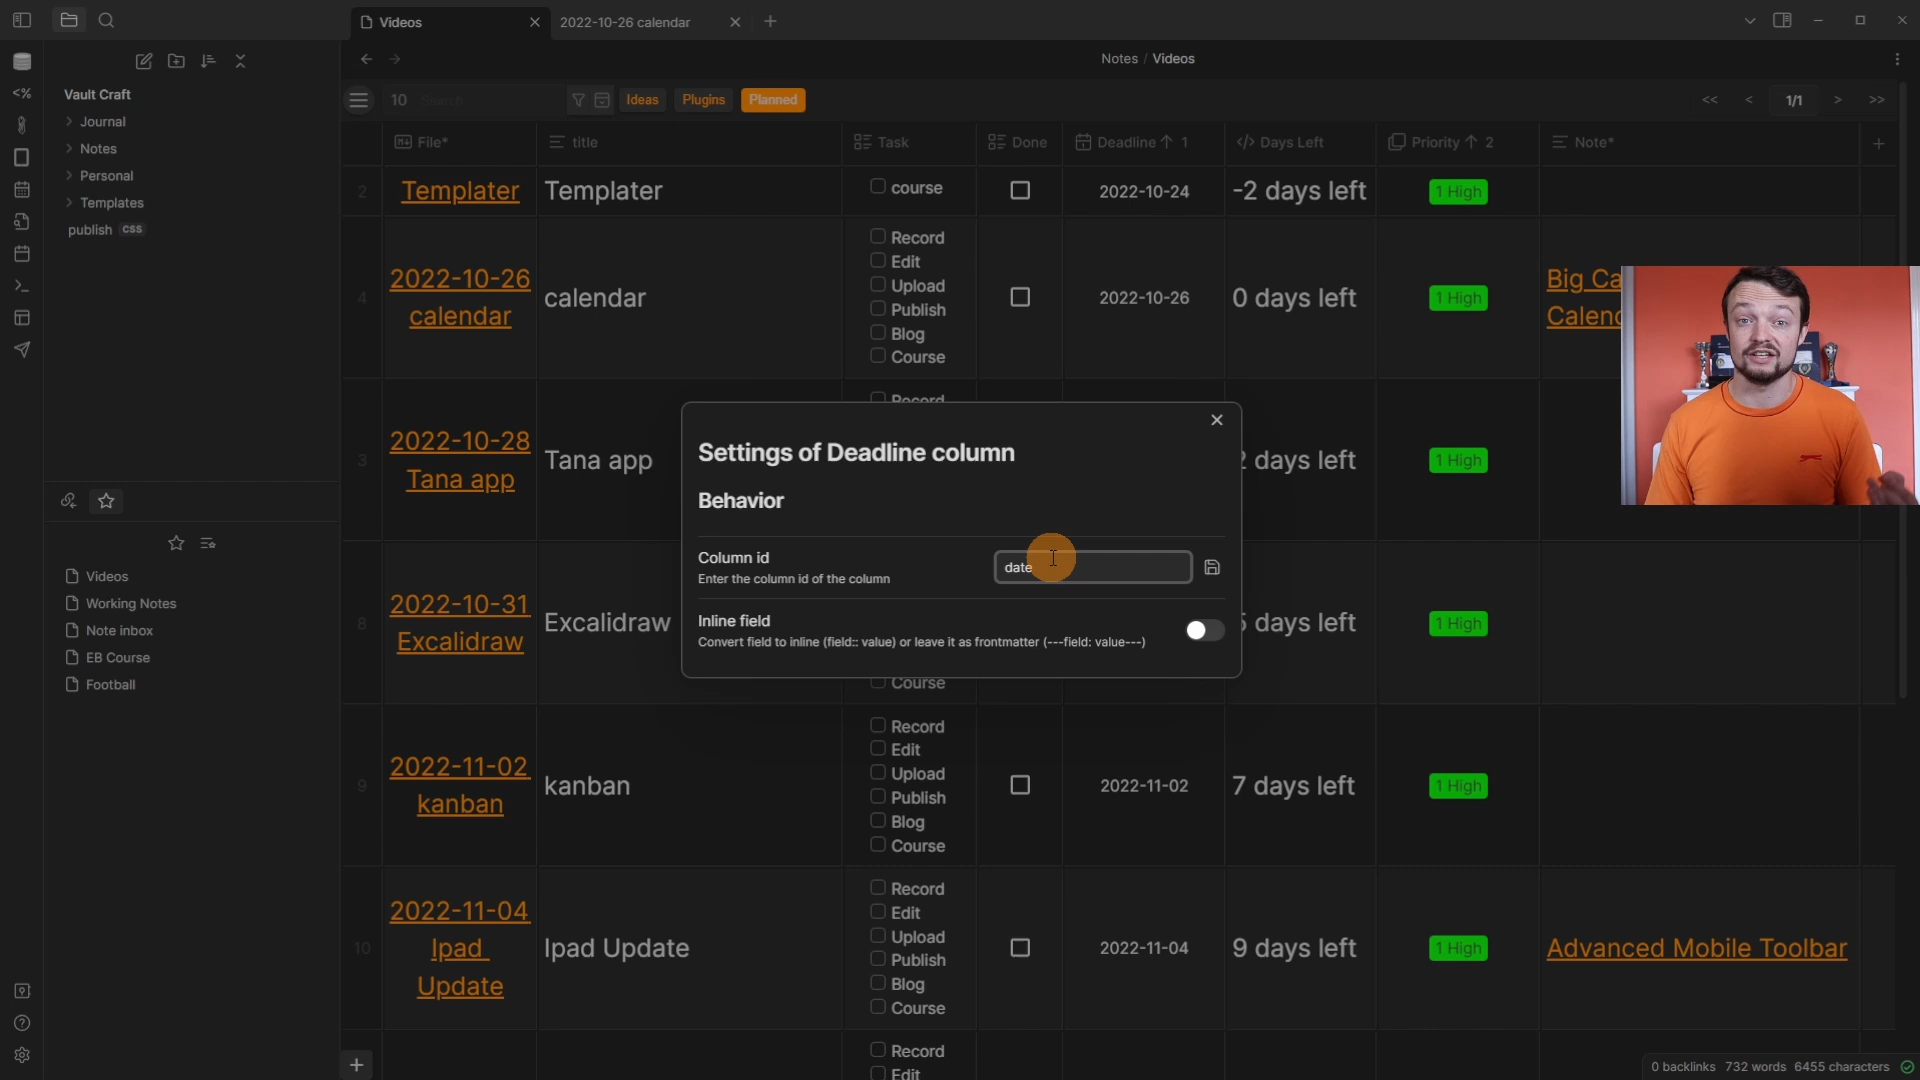 Videos
2022-10-26 calendar
Notes / Videos
Vault Craft
Journal
Notes
Personal
Templates
publish CSS
Videos
Working Notes
Note inbox
EB Course
Football
10 Search
Ideas
Plugins
Planned
<<
<
1/1
>
>>
File*
title
Task
Done
Deadline ↑ 1
Days Left
Priority ↑ 2
Note*
2
Templater
Templater
course
2022-10-24
-2 days left
1 High
4
2022-10-26
calendar
calendar
Record
Edit
Upload
Publish
Blog
Course
2022-10-26
0 days left
1 High
Big Ca
Calend
3
2022-10-28
Tana app
Tana app
Record
2 days left
1 High
Settings of Deadline column
Behavior
Column id
Enter the column id of the column
date
Inline field
Convert field to inline (field:: value) or leave it as frontmatter (---field: value---)
8
2022-10-31
Excalidraw
Excalidraw
Course
5 days left
1 High
9
2022-11-02
kanban
kanban
Record
Edit
Upload
Publish
Blog
Course
2022-11-02
7 days left
1 High
10
2022-11-04
Ipad
Update
Ipad Update
Record
Edit
Upload
Publish
Blog
Course
2022-11-04
9 days left
1 High
Advanced Mobile Toolbar
Record
Edit
0 backlinks 732 words 6455 characters